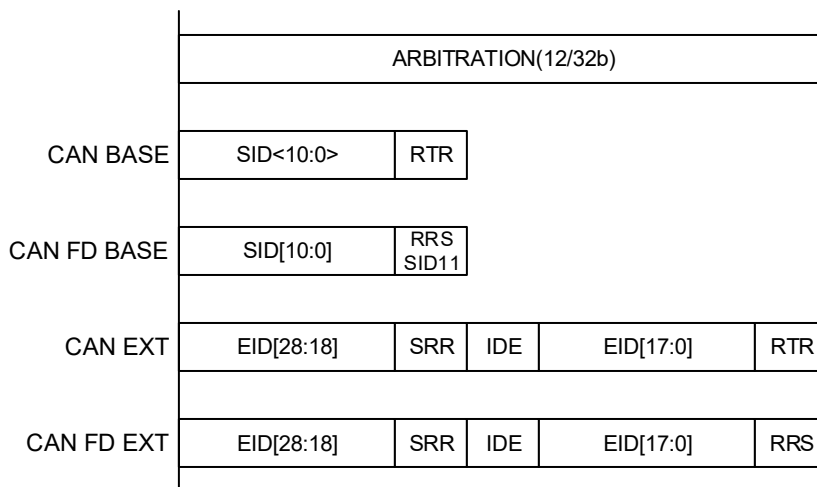 ARBITRATION(12/32b)
CAN BASE SID<10:0> RTR
CAN FD BASE SID[10:0] RRS
SID11
CAN EXT EID[28:18] SRR IDE EID[17:0] RTR
CAN FD EXT EID[28:18] SRR IDE EID[17:0] RRS